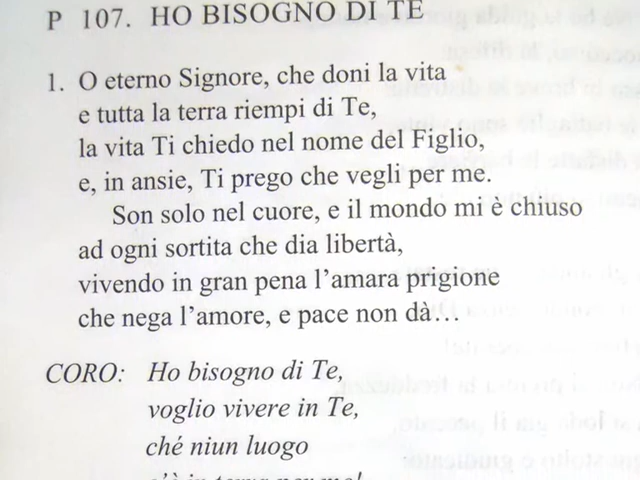 P 107. HO BISOGNO DI TE
1. O eterno Signore, che doni la vita
e tutta la terra riempi di Te,
la vita Ti chiedo nel nome del Figlio,
e, in ansie, Ti prego che vegli per me.
Son solo nel cuore, e il mondo mi è chiuso
ad ogni sortita che dia libertà,
vivendo in gran pena l'amara prigione
che nega l'amore, e pace non dà…
CORO: Ho bisogno di Te,
voglio vivere in Te,
ché niun luogo